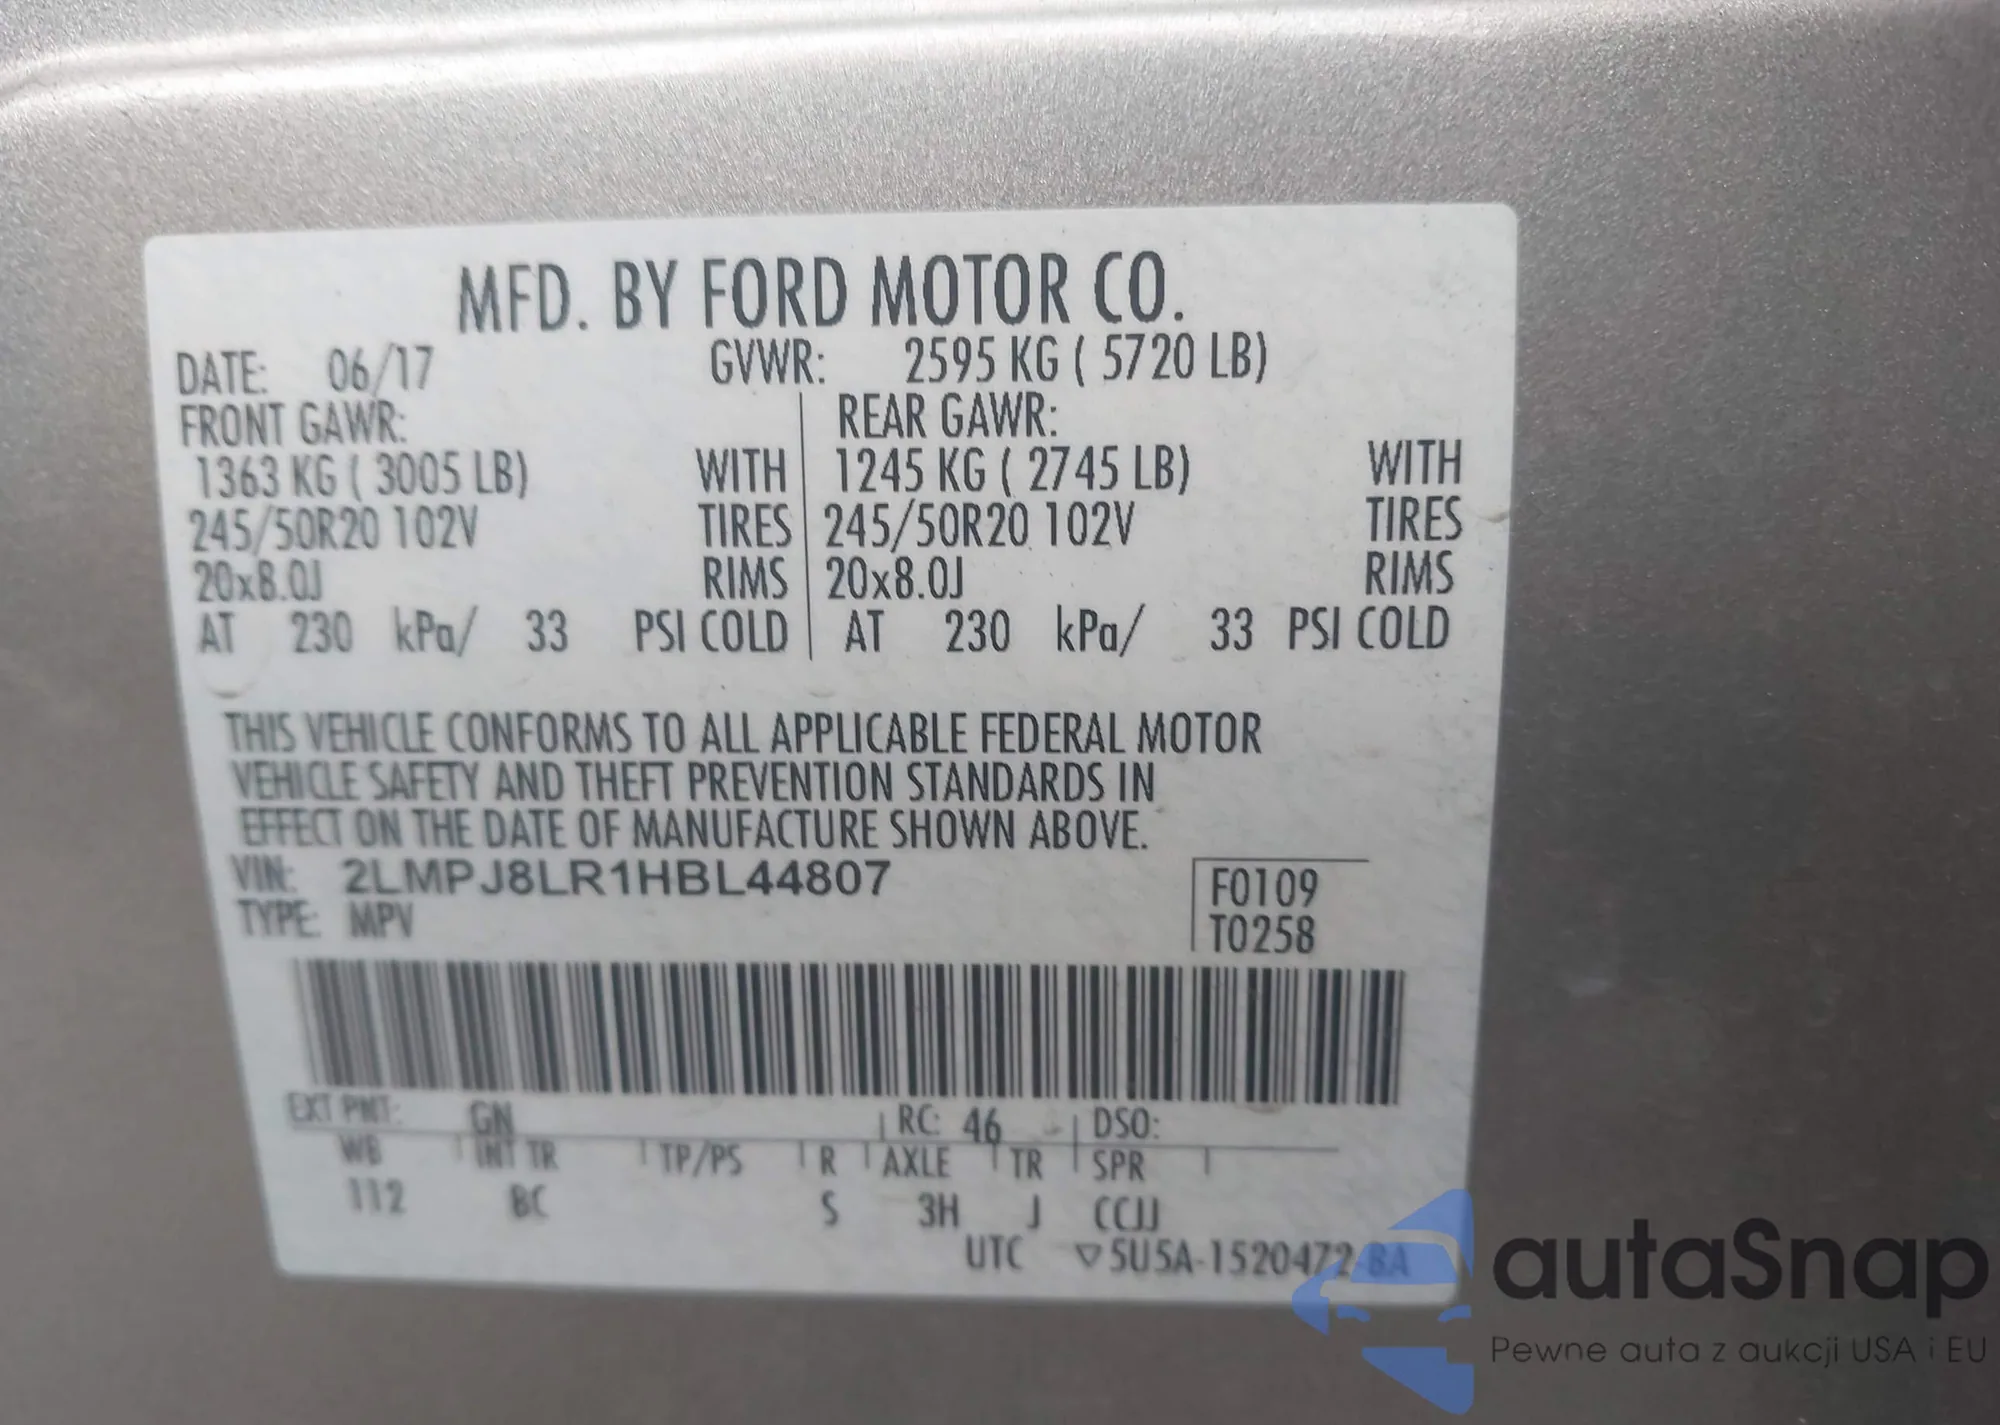 MFD. BY FORD MOTOR CO.
DATE: 06/17 GVWR: 2595 KG ( 5720 LB)
FRONT GAWR: REAR GAWR:
1363 KG ( 3005 LB) WITH 1245 KG ( 2745 LB) WITH
245/50R20 102V TIRES 245/50R20 102V TIRES
20x8.0J RIMS 20x8.0J RIMS
AT 230 kPa/ 33 PSI COLD AT 230 kPa/ 33 PSI COLD
THIS VEHICLE CONFORMS TO ALL APPLICABLE FEDERAL MOTOR
VEHICLE SAFETY AND THEFT PREVENTION STANDARDS IN
EFFECT ON THE DATE OF MANUFACTURE SHOWN ABOVE.
VIN: 2LMPJ8LR1HBL44807 F0109
TYPE: MPV T0258
EXT PNT: GN RC: 46 DSO:
WB INT TR TP/PS R AXLE TR SPR
112 BC S 3H J CCJJ
UTC ▽5U5A-1520472-BA
autaSnap
Pewne auta z aukcji USA i EU